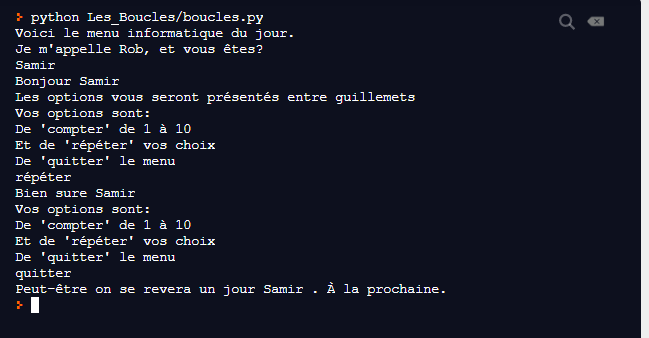 python Les_Boucles/boucles.py
Voici le menu informatique du jour.
Je m'appelle Rob, et vous êtes?
Samir
Bonjour Samir
Les options vous seront présentés entre guillemets
Vos options sont:
De 'compter' de 1 à 10
Et de 'répéter' vos choix
De 'quitter' le menu
répéter
Bien sure Samir
Vos options sont:
De 'compter' de 1 à 10
Et de 'répéter' vos choix
De 'quitter' le menu
quitter
Peut-être on se revera un jour Samir . À la prochaine.